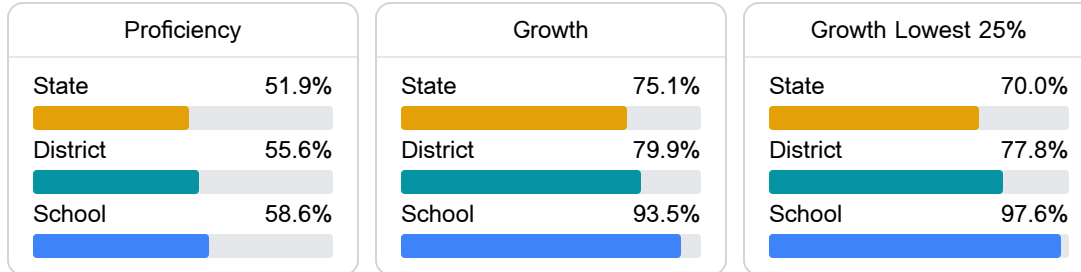 Proficiency
State 51.9%
District 55.6%
School 58.6%
Growth
State 75.1%
District 79.9%
School 93.5%
Growth Lowest 25%
State 70.0%
District 77.8%
School 97.6%